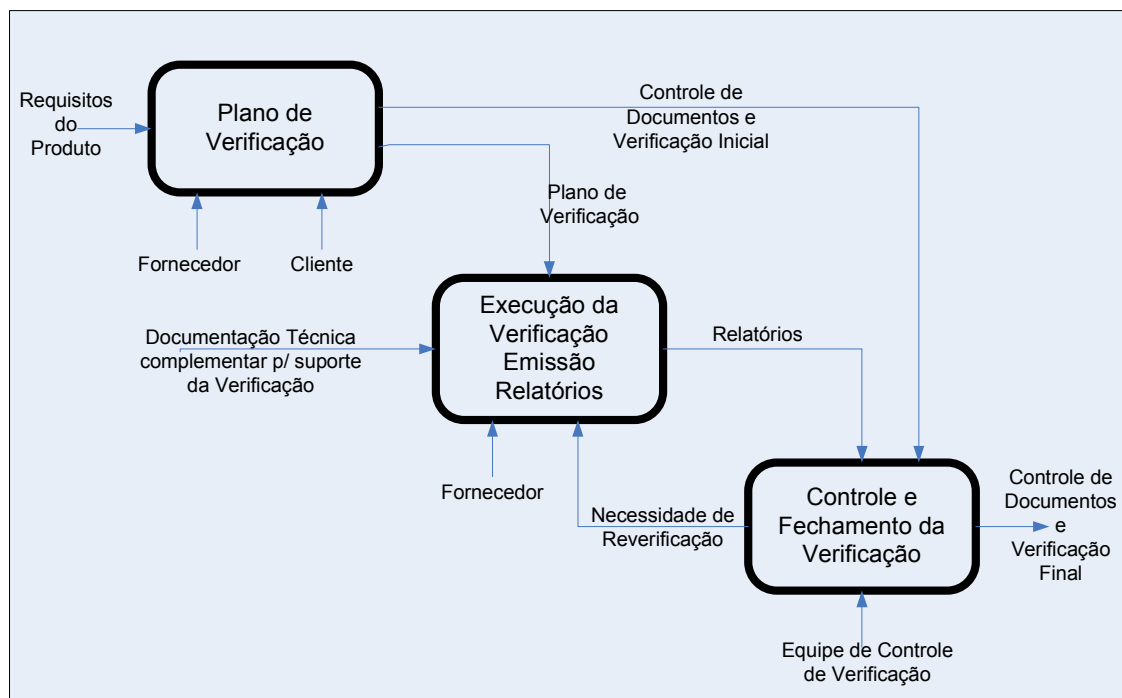 Requisitos
do
Produto
Plano de
Verificação
Controle de
Documentos e
Verificação Inicial
Plano de
Verificação
Fornecedor
Cliente
Documentação Técnica
complementar p/ suporte
da Verificação
Execução da
Verificação
Emissão
Relatórios
Relatórios
Fornecedor
Necessidade de
Reverificação
Controle e
Fechamento da
Verificação
Controle de
Documentos
e
Verificação
Final
Equipe de Controle
de Verificação